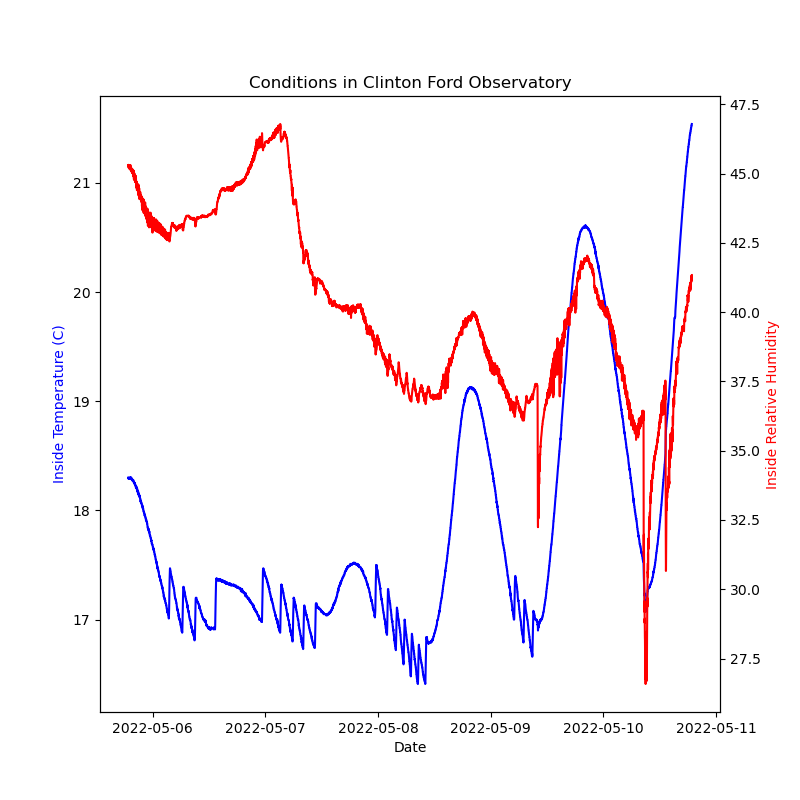 Conditions in Clinton Ford Observatory
47.5
45.0
42.5
40.0
37.5
35.0
32.5
30.0
27.5
21
20
19
18
17
Inside Temperature (C)
Inside Relative Humidity
2022-05-06 2022-05-07 2022-05-08 2022-05-09 2022-05-10 2022-05-11
Date